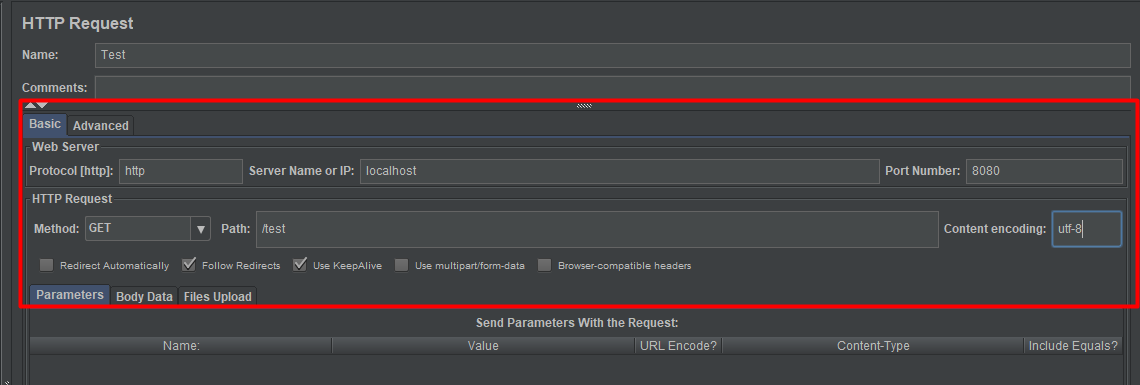 HTTP Request
Name: Test
Comments:
Basic Advanced
Web Server
Protocol [http]: http Server Name or IP: localhost Port Number: 8080
HTTP Request
Method: GET Path: /test Content encoding: utf-8
Redirect Automatically Follow Redirects Use KeepAlive Use multipart/form-data Browser-compatible headers
Parameters Body Data Files Upload
Send Parameters With the Request:
Name: Value URL Encode? Content-Type Include Equals?